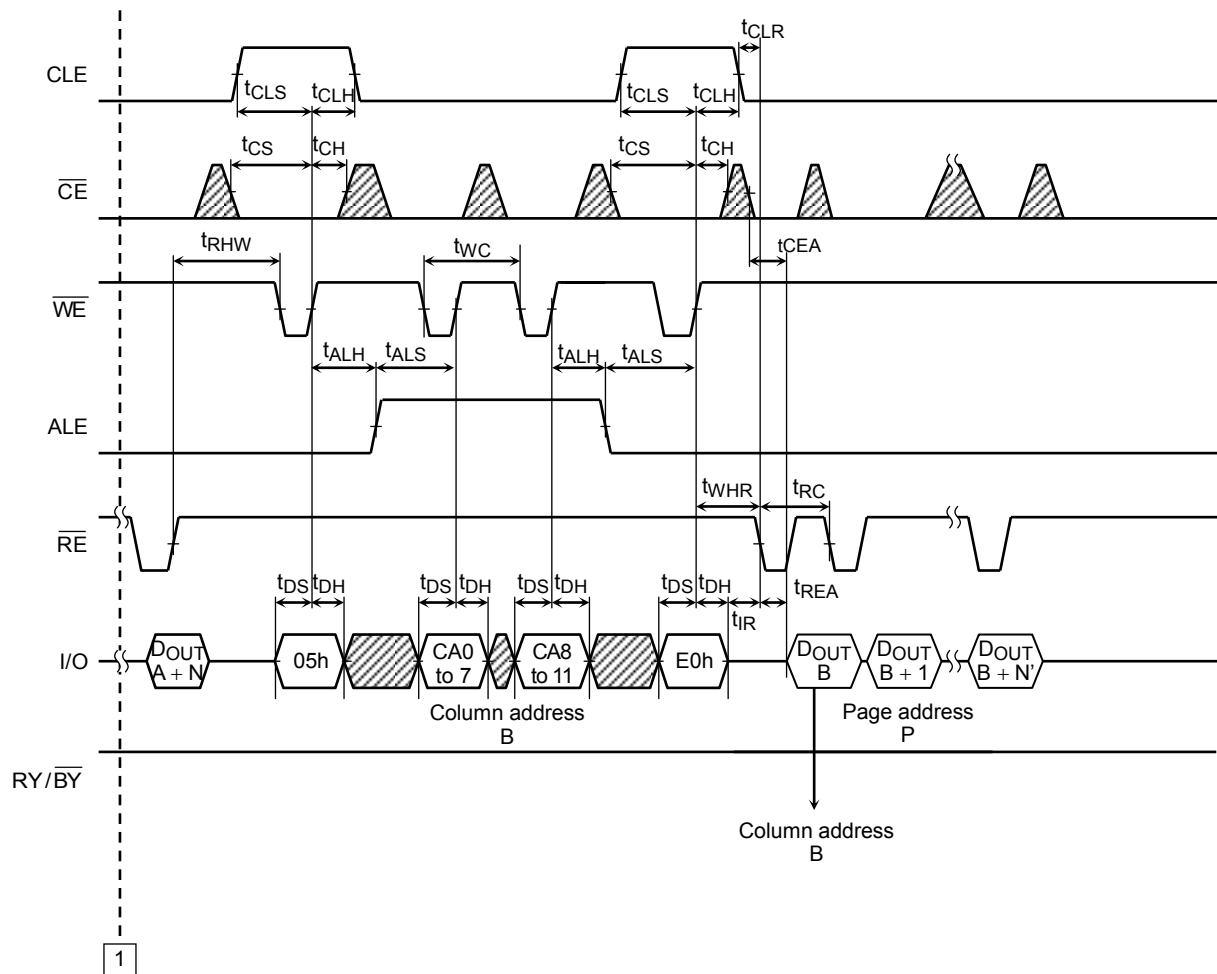 tCLR
CLE
tCLS tCLH tCLS tCLH
tCS tCH tCS tCH
CE
tRHW tWC tCEA
WE
tALH tALS tALH tALS
ALE
tWHR tRC
RE
tDS tDH tDS tDH tDS tDH tDS tDH tREA
tIR
I/O
DOUT
A + N
05h
CA0
to 7
CA8
to 11
E0h
DOUT
B
DOUT
B + 1
DOUT
B + N’
Column address
B
Page address
P
RY/BY
Column address
B
1